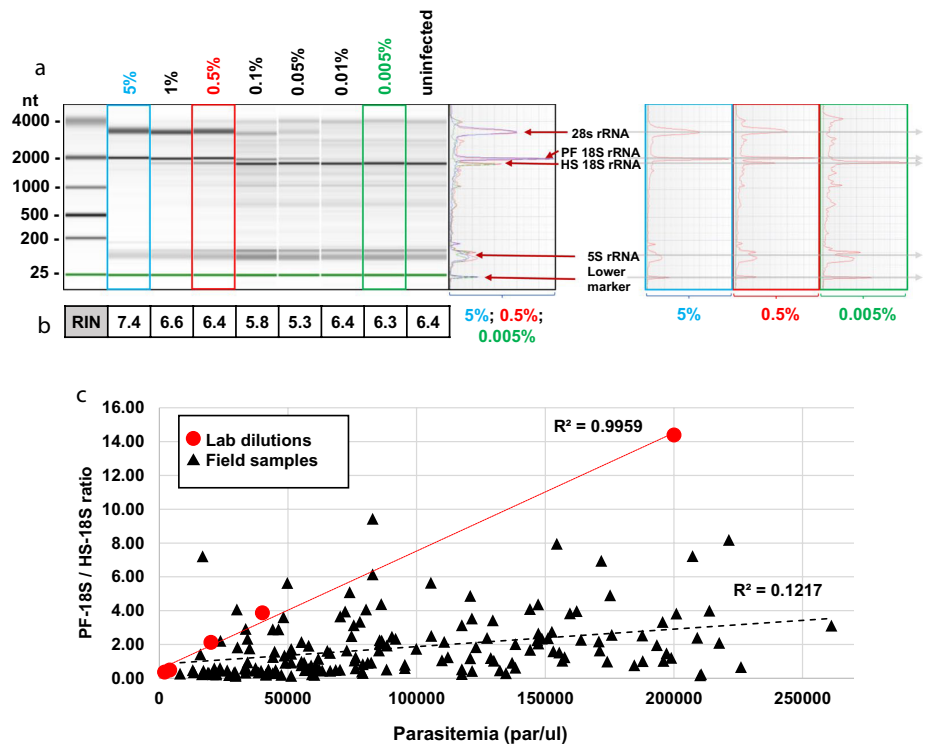 a
5% 1% 0.5% 0.1% 0.05% 0.01% 0.005% uninfected
nt
4000 -
2000 -
1000 -
500 -
200 -
25 -
28s rRNA
PF 18S rRNA
HS 18S rRNA
5S rRNA
Lower
marker
b
RIN 7.4 6.6 6.4 5.8 5.3 6.4 6.3 6.4
5%; 0.5%;
0.005%
5% 0.5% 0.005%
c
PF-18S / HS-18S ratio
16.00
14.00
12.00
10.00
8.00
6.00
4.00
2.00
0.00
Lab dilutions
Field samples
R² = 0.9959
R² = 0.1217
0 50000 100000 150000 200000 250000
Parasitemia (par/ul)